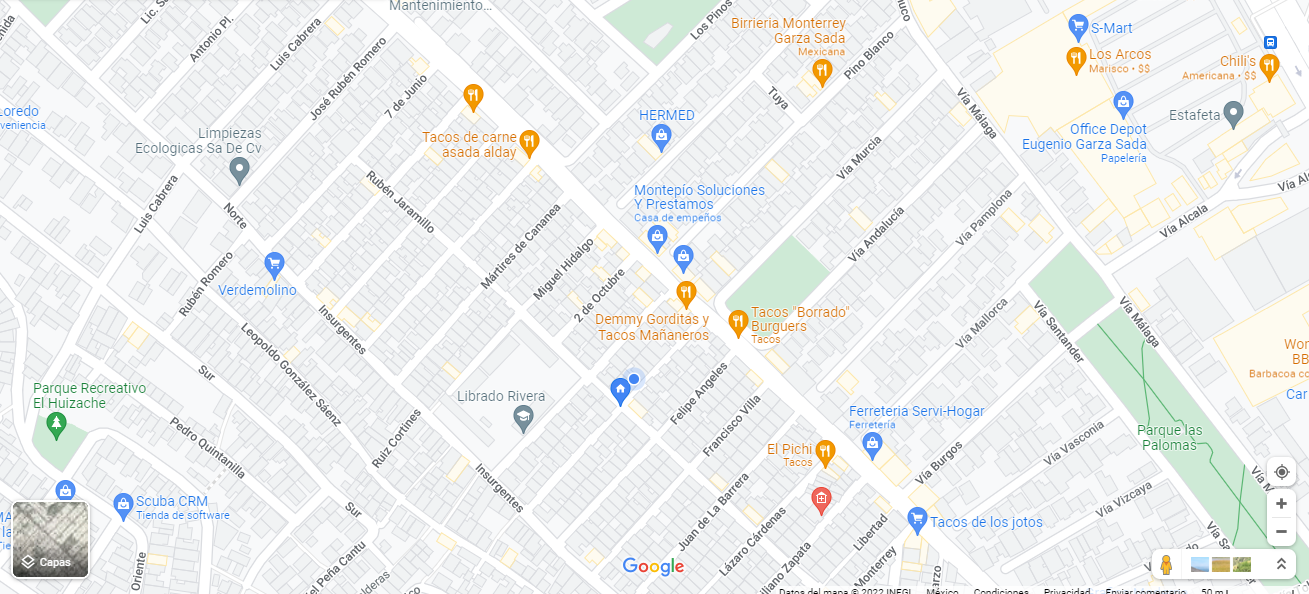 Mantenimiento...
Lic. S
Antonio Pl.
Luis Cabrera
José Rubén Romero
7 de Junio
Los Pinos
Birrieria Monterrey
Garza Sada
Mexicana
Pino Blanco
Tuya
S-Mart
Los Arcos
Marisco • $$
Chili's
Americana • $$
Vía Málaga
Estafeta
Office Depot
Eugenio Garza Sada
Papelería
Loredo
veniencia
Limpiezas
Ecologicas Sa De Cv
Tacos de carne
asada alday
HERMED
Vía Murcia
Montepío Soluciones
Y Prestamos
Casa de empeños
Luis Cabrera
Norte
Rubén Jaramillo
Mártires de Cananea
Miguel Hidalgo
2 de Octubre
Vía Andalucía
Vía Pamplona
Vía Alcala
Vía Al
Rubén Romero
Verdemolino
Insurgentes
Leopoldo González Sáenz
Demmy Gorditas y
Tacos Mañaneros
Tacos "Borrado"
Burguers
Tacos
Vía Mallorca
Vía Santander
Vía Málaga
Won
BB
Barbacoa co
Car
Sur
Parque Recreativo
El Huizache
Pedro Quintanilla
Ruiz Cortines
Librado Rivera
Felipe Angeles
Francisco Villa
Ferreteria Servi-Hogar
Ferretería
El Pichi
Tacos
Vía Burgos
Vía Vasconia
Parque las
Palomas
Insurgentes
Juan de La Barrera
Lázaro Cárdenas
Libertad
Monterrey
Tacos de los jotos
Vía Vizcaya
Scuba CRM
Tienda de software
Sur
Oriente
Capas
Google
Datos del mapa © 2022 INEGI
México
Condiciones
Privacidad
Enviar comentario
50 m